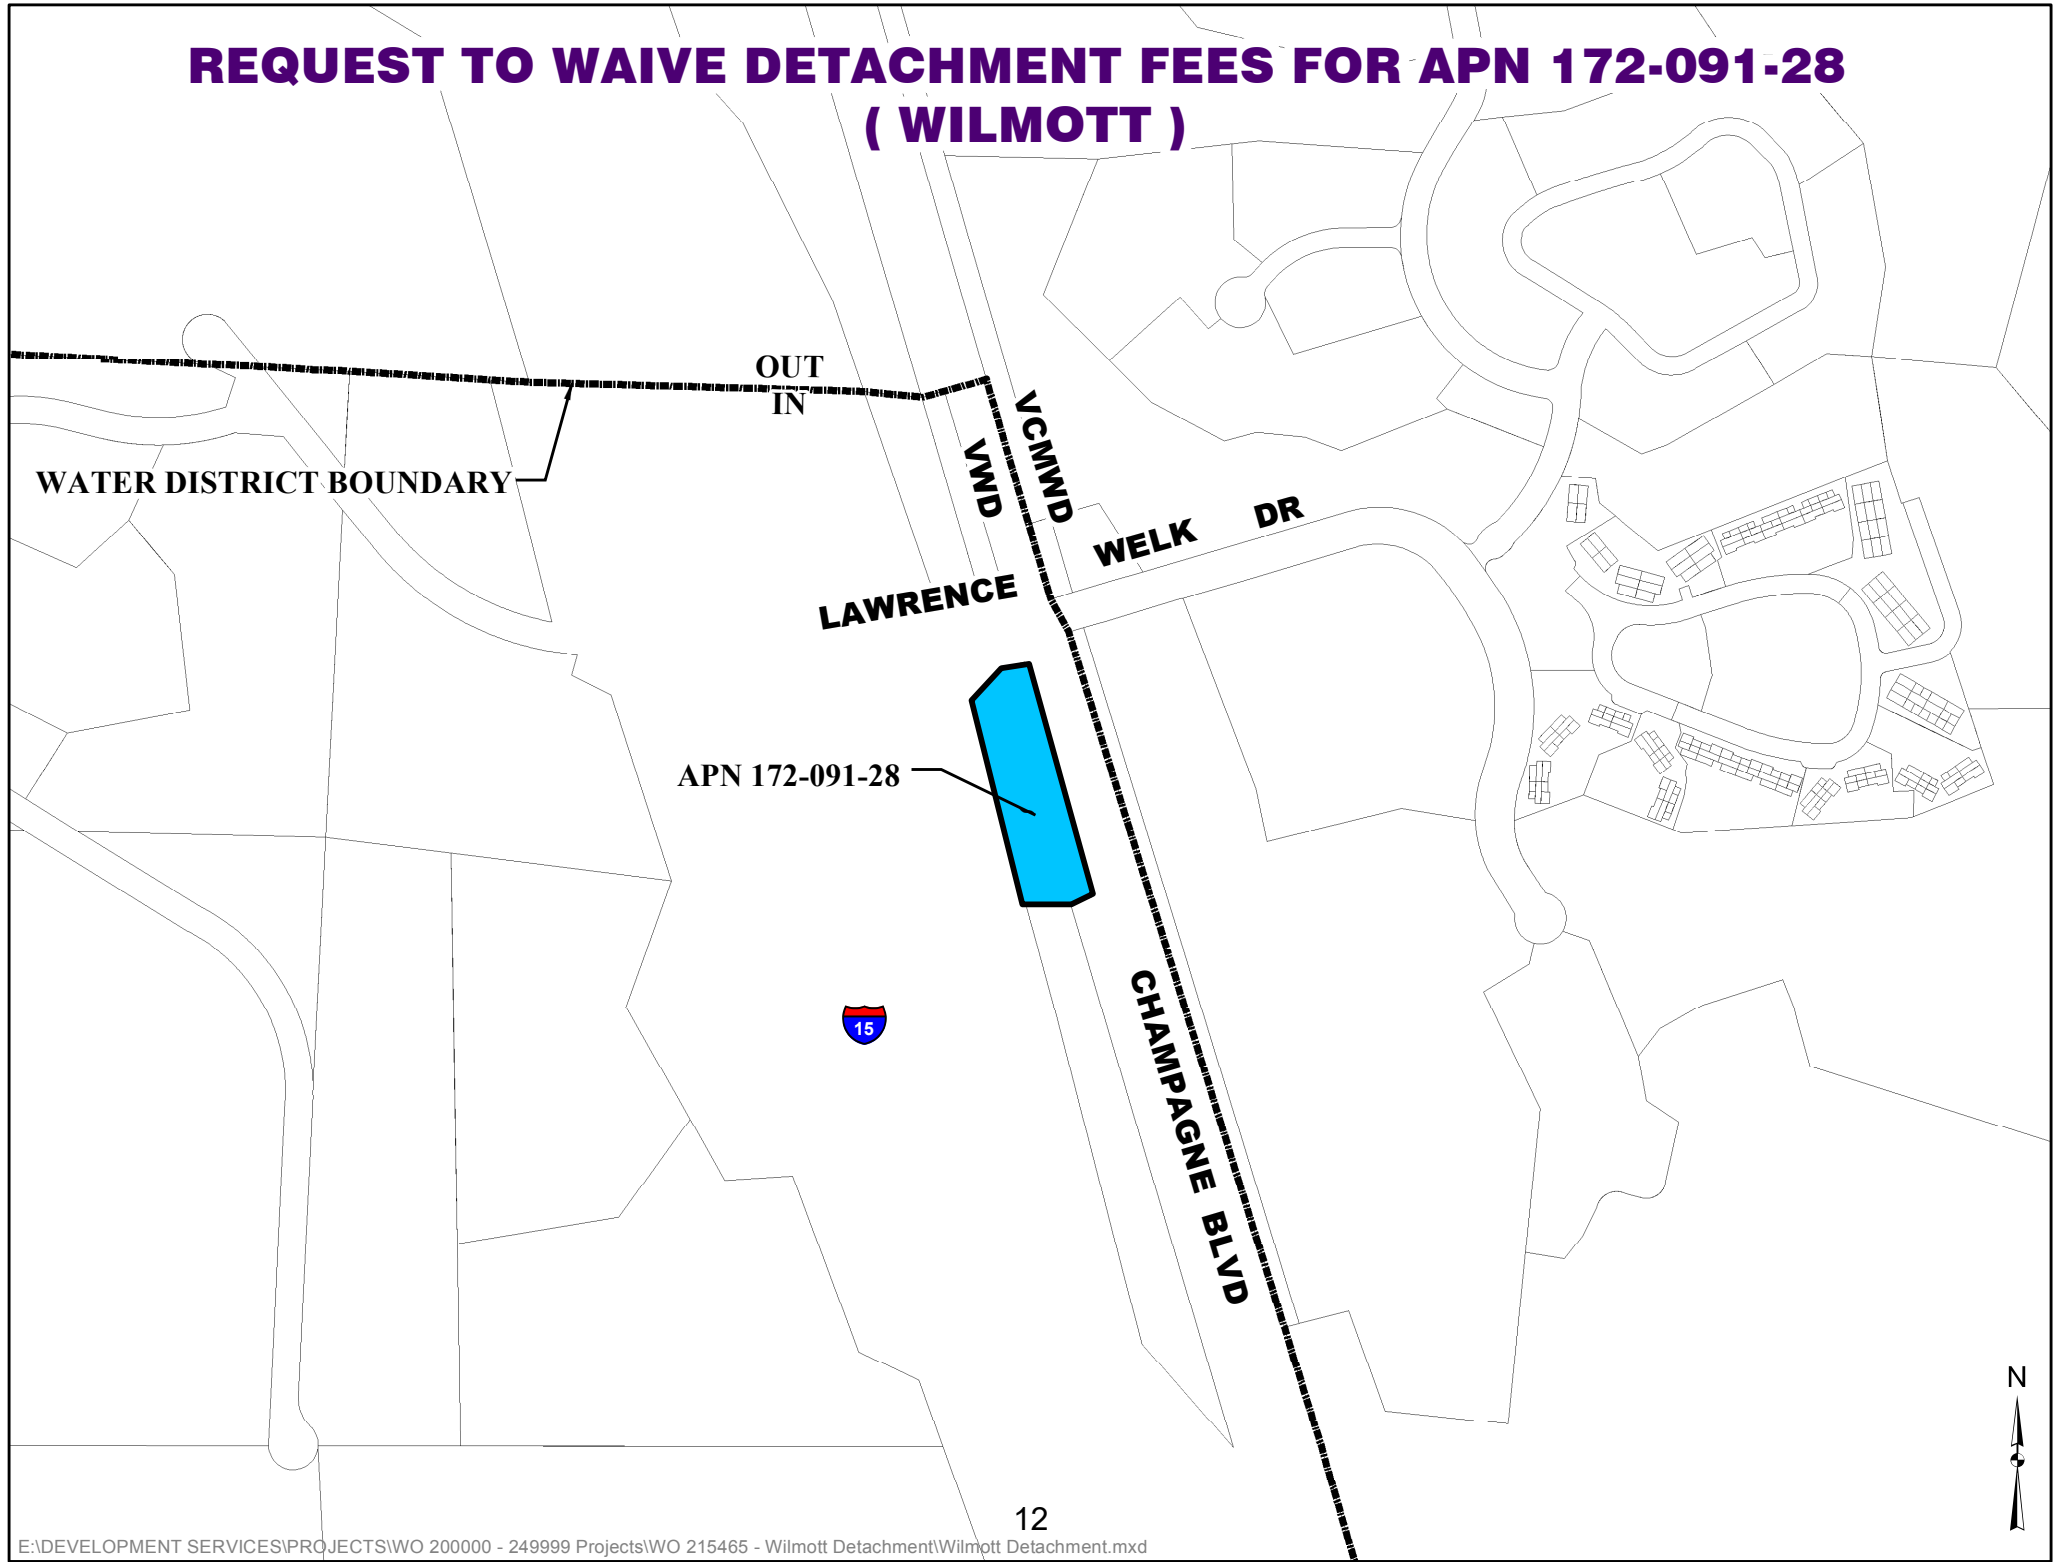 REQUEST TO WAIVE DETACHMENT FEES FOR APN 172-091-28
( WILMOTT )
OUT
IN
WATER DISTRICT BOUNDARY
VWD
VCMWD
LAWRENCE WELK DR
APN 172-091-28
15
CHAMPAGNE BLVD
N
12
E:\DEVELOPMENT SERVICES\PROJECTS\WO 200000 - 249999 Projects\WO 215465 - Wilmott Detachment\Wilmott Detachment.mxd